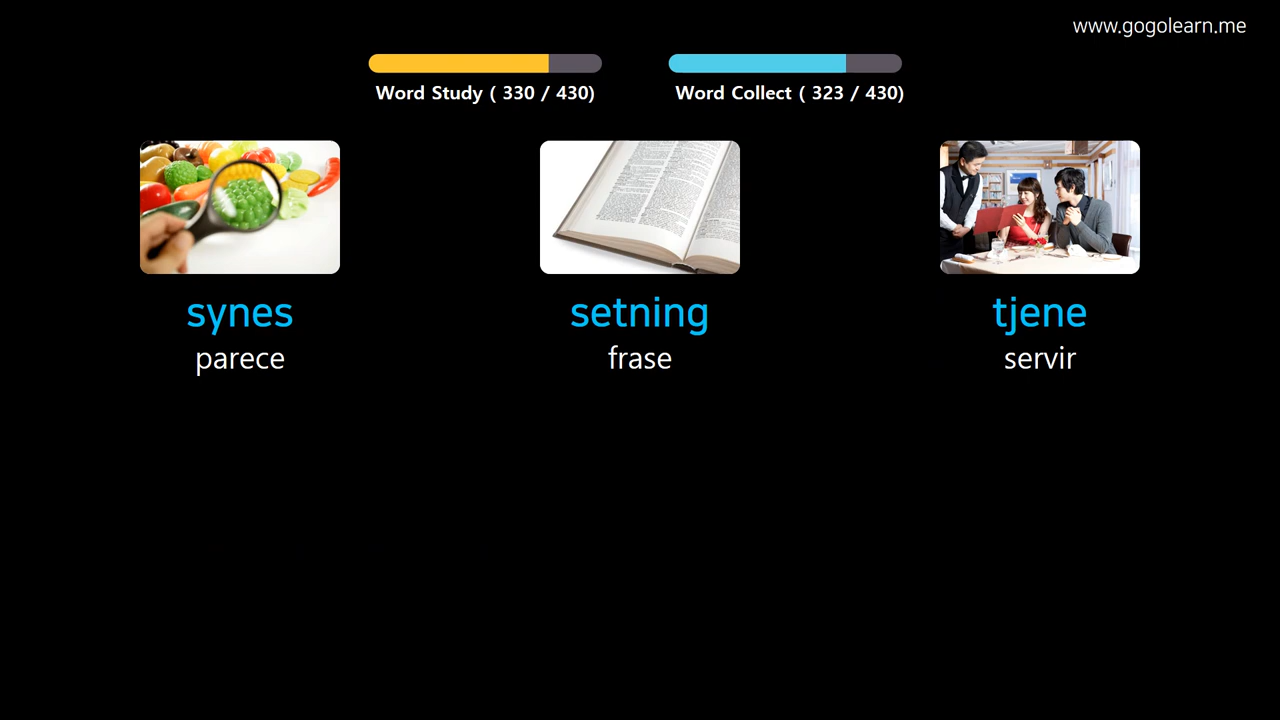 www.gogolearn.me
Word Study ( 330 / 430)
Word Collect ( 323 / 430)
synes
setning
tjene
parece
frase
servir